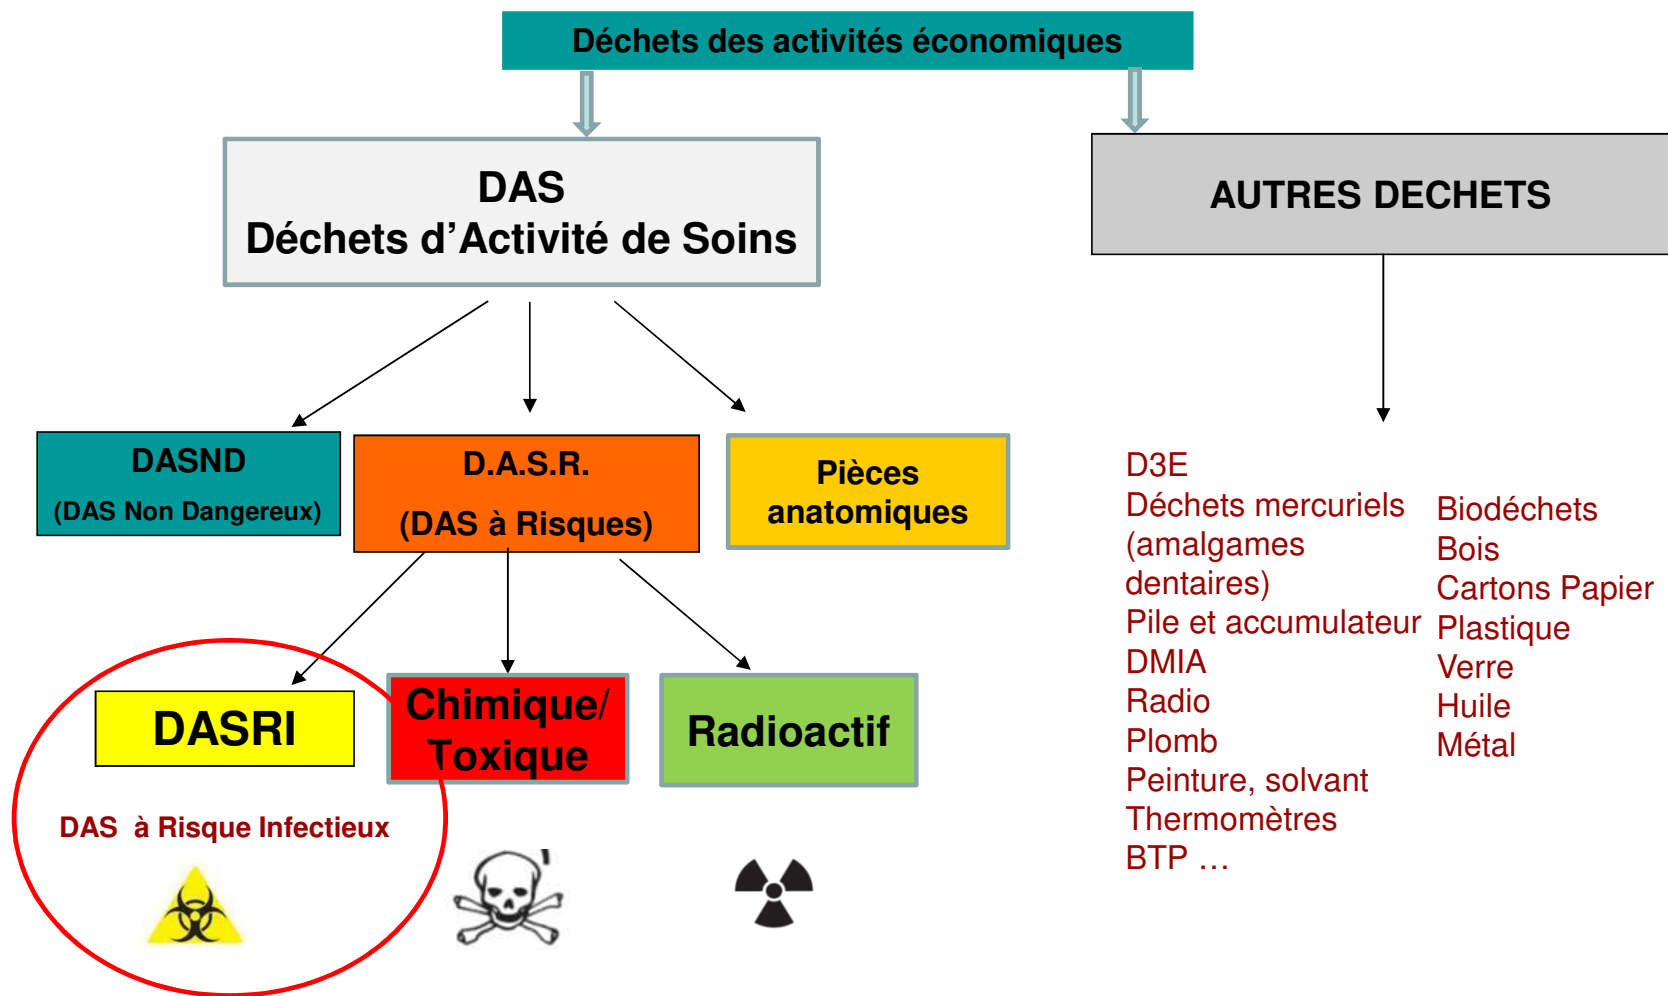 Déchets des activités économiques
DAS
Déchets d'Activité de Soins
AUTRES DECHETS
DASND
(DAS Non Dangereux)
D.A.S.R.
(DAS à Risques)
Pièces
anatomiques
DASRI
Chimique/
Toxique
Radioactif
DAS à Risque Infectieux
D3E
Déchets mercuriels
(amalgames
dentaires)
Pile et accumulateur
DMIA
Radio
Plomb
Peinture, solvant
Thermomètres
BTP …
Biodéchets
Bois
Cartons Papier
Plastique
Verre
Huile
Métal